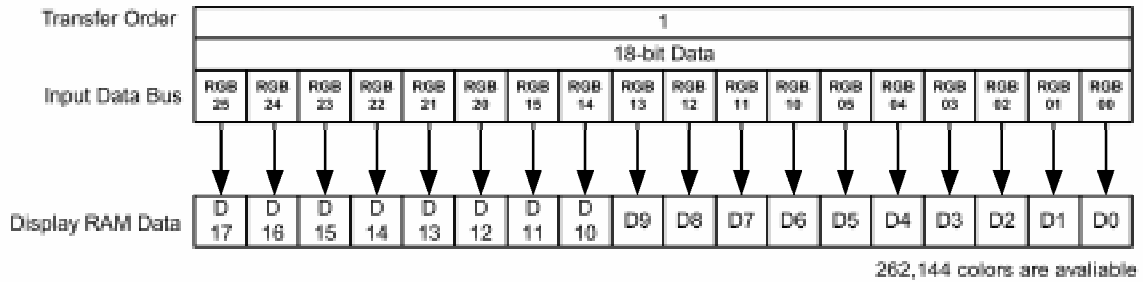 Transfer Order 1
18-bit Data
Input Data Bus RGB 25 RGB 24 RGB 23 RGB 22 RGB 21 RGB 20 RGB 15 RGB 14 RGB 13 RGB 12 RGB 11 RGB 10 RGB 05 RGB 04 RGB 03 RGB 02 RGB 01 RGB 00
Display RAM Data D 17 D 16 D 15 D 14 D 13 D 12 D 11 D 10 D9 D8 D7 D6 D5 D4 D3 D2 D1 D0
262,144 colors are avaliable